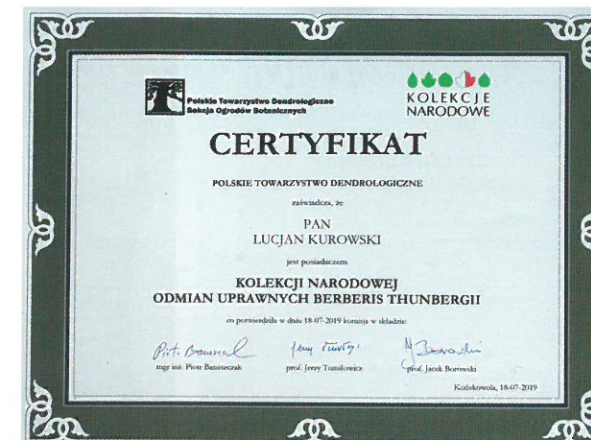 Polskie Towarzystwo Dendrologiczne
Sekcja Ogrodów Botanicznych
KOLEKCJE
NARODOWE
CERTYFIKAT
POLSKIE TOWARZYSTWO DENDROLOGICZNE
zaświadcza, że
PAN
LUCJAN KUROWSKI
jest posiadaczem
KOLEKCJI NARODOWEJ
ODMIAN UPRAWNYCH BERBERIS THUNBERGII
co potwierdziła w dniu 18-07-2019 komisja w składzie:
mgr inż. Piotr Banaszczak prof. Jerzy Tumiłowicz prof. Jacek Borowski
Końskowola, 18-07-2019